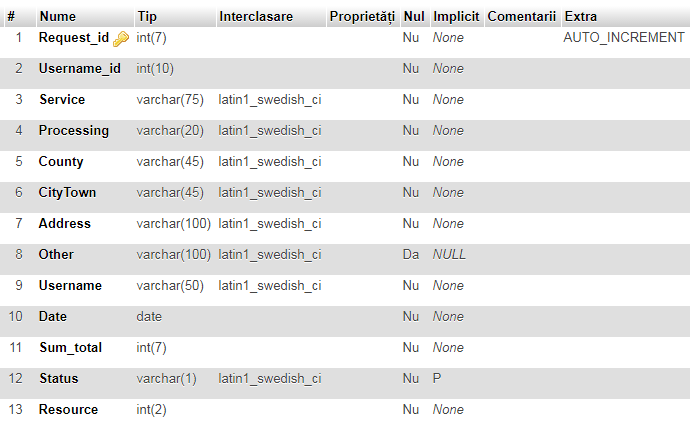 # Nume Tip Interclasare Proprietăți Nul Implicit Comentarii Extra
1 Request_id int(7) Nu None AUTO_INCREMENT
2 Username_id int(10) Nu None
3 Service varchar(75) latin1_swedish_ci Nu None
4 Processing varchar(20) latin1_swedish_ci Nu None
5 County varchar(45) latin1_swedish_ci Nu None
6 CityTown varchar(45) latin1_swedish_ci Nu None
7 Address varchar(100) latin1_swedish_ci Nu None
8 Other varchar(100) latin1_swedish_ci Da NULL
9 Username varchar(50) latin1_swedish_ci Nu None
10 Date date Nu None
11 Sum_total int(7) Nu None
12 Status varchar(1) latin1_swedish_ci Nu P
13 Resource int(2) Nu None